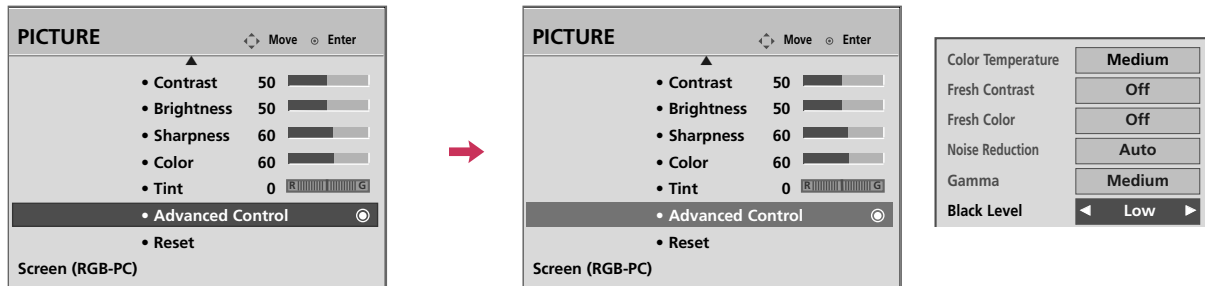 PICTURE
Move Enter
• Contrast 50
• Brightness 50
• Sharpness 60
• Color 60
• Tint 0 R G
• Advanced Control
• Reset
Screen (RGB-PC)
PICTURE
Move Enter
• Contrast 50
• Brightness 50
• Sharpness 60
• Color 60
• Tint 0 R G
• Advanced Control
• Reset
Screen (RGB-PC)
Color Temperature Medium
Fresh Contrast Off
Fresh Color Off
Noise Reduction Auto
Gamma Medium
Black Level ◀ Low ▶